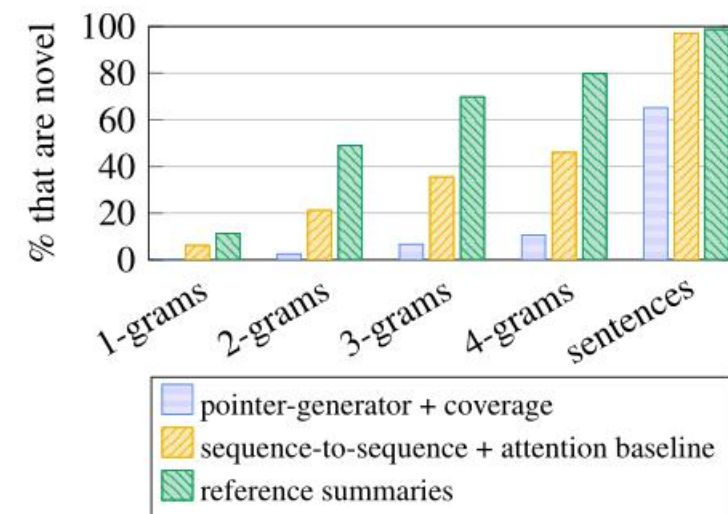 % that are novel
100
80
60
40
20
0
1-grams
2-grams
3-grams
4-grams
sentences
pointer-generator + coverage
sequence-to-sequence + attention baseline
reference summaries